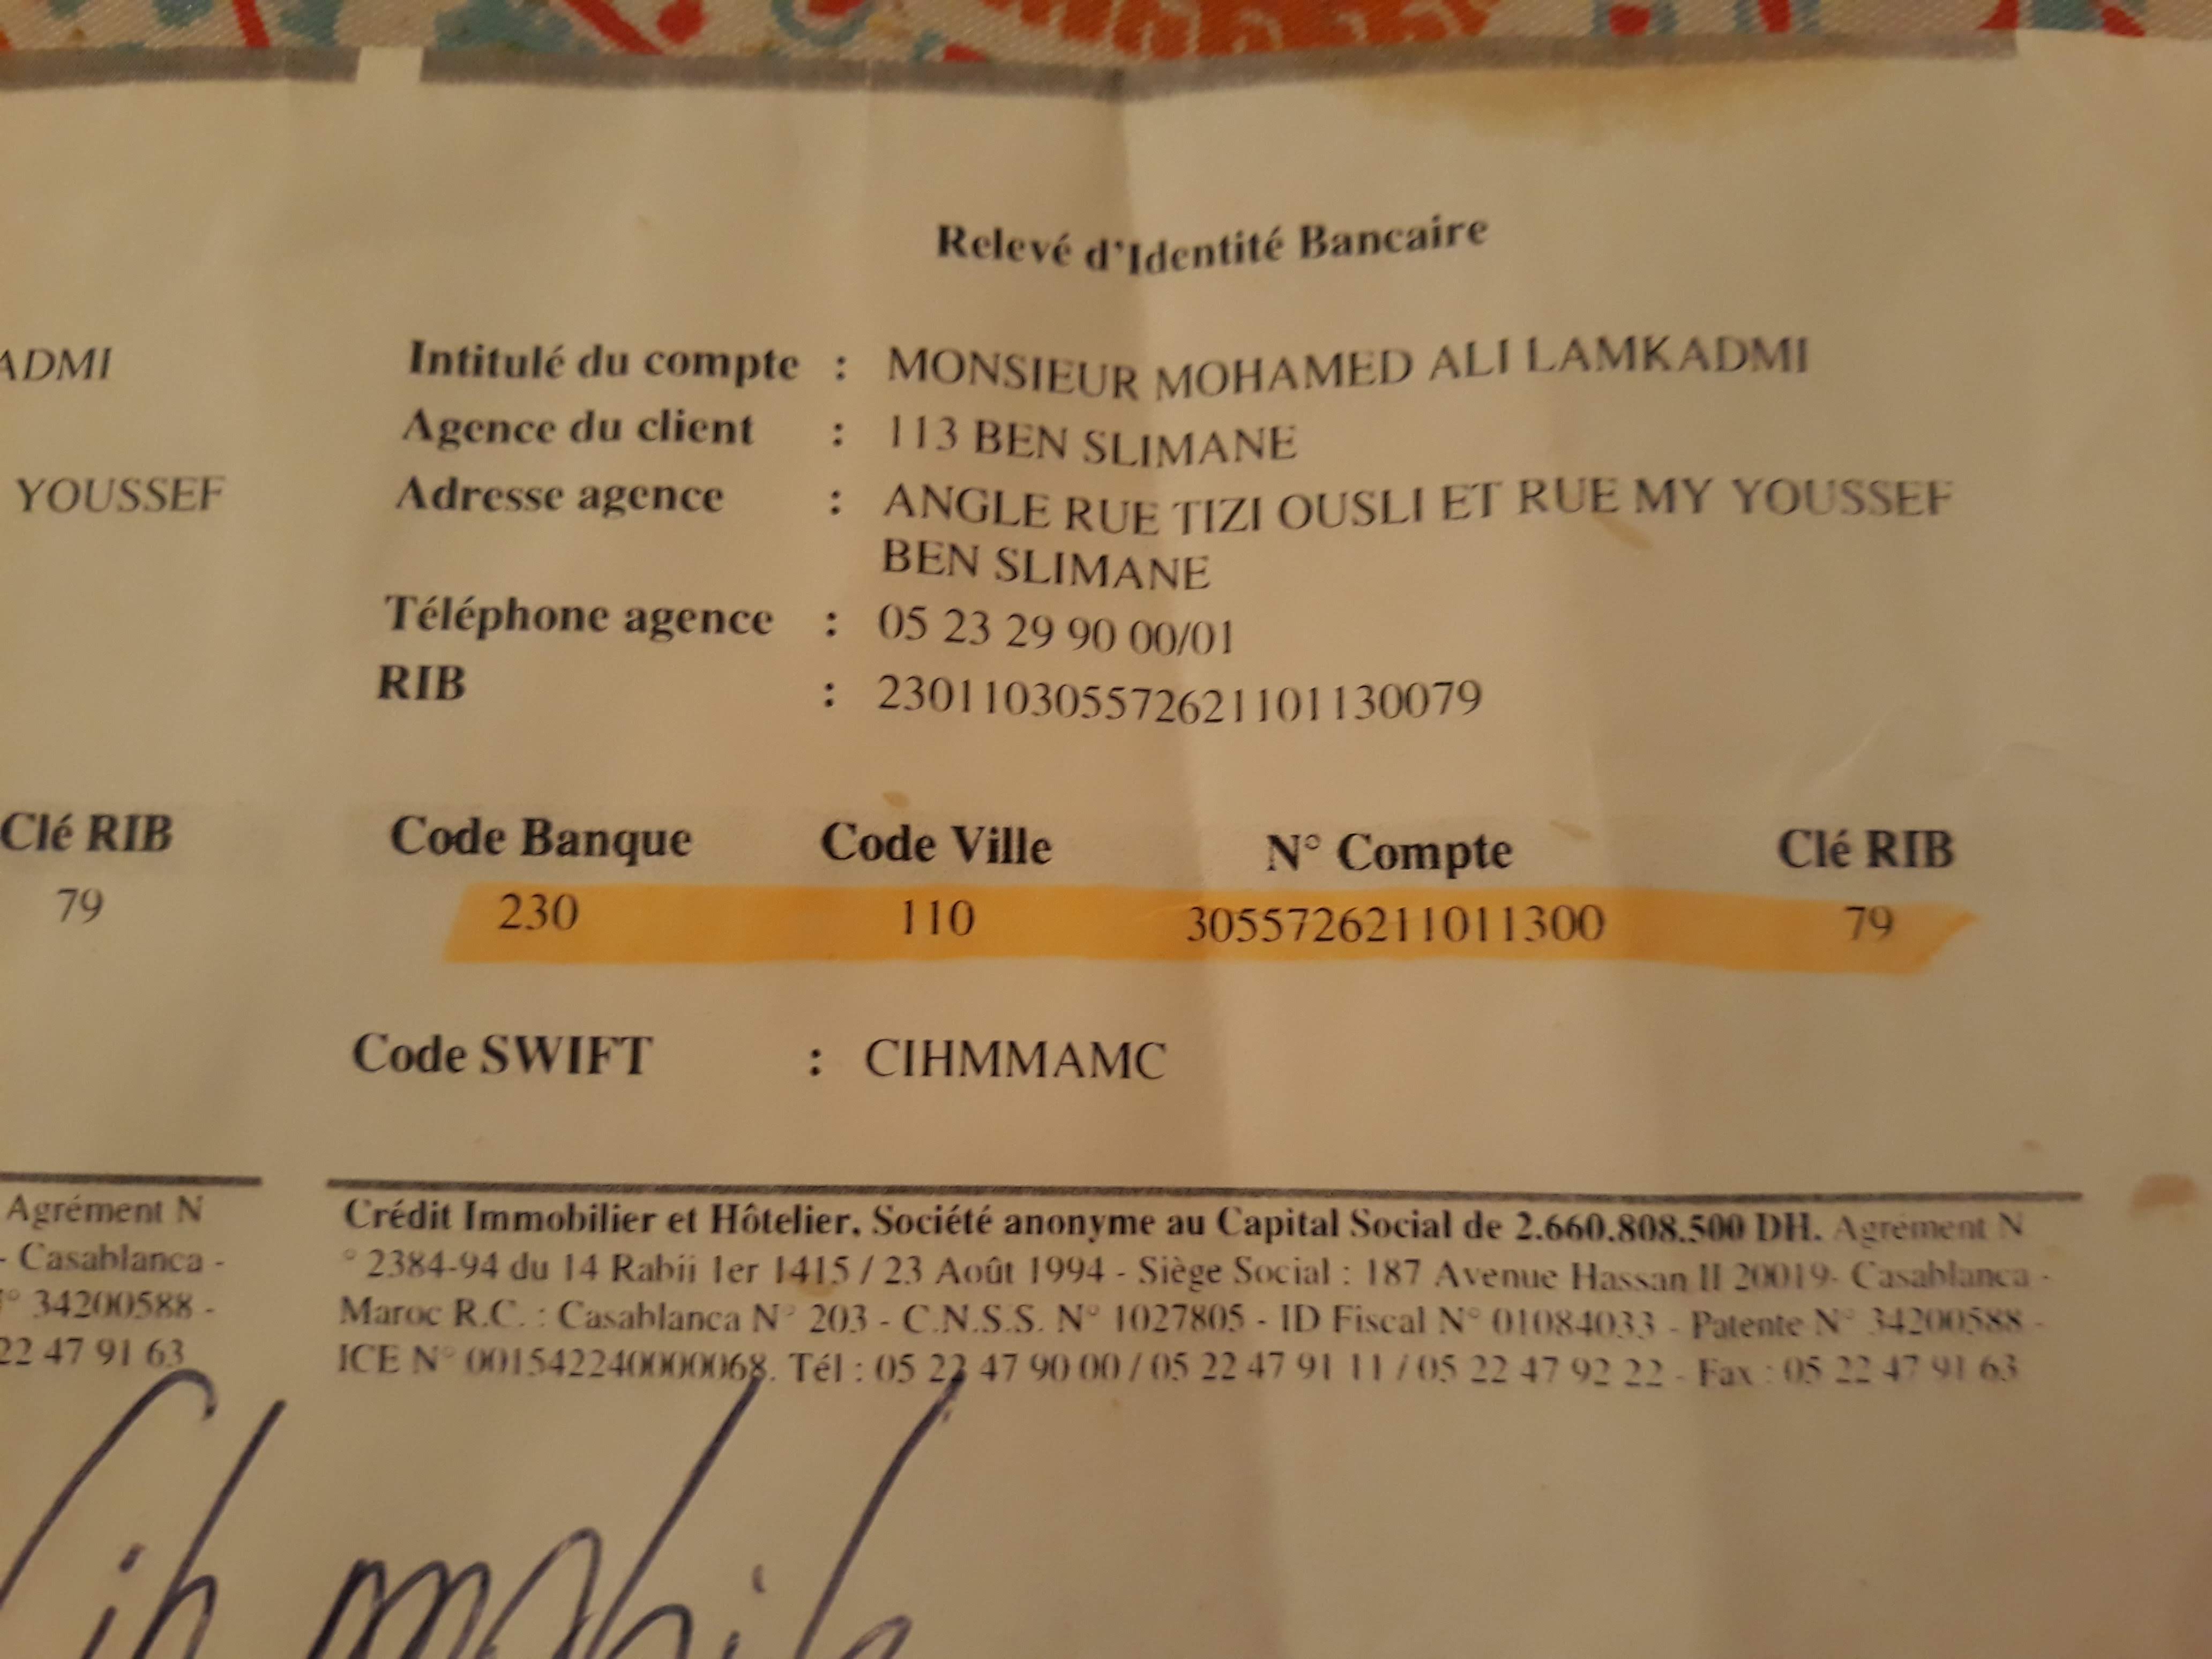 Relevé d'Identité Bancaire
ADMI
YOUSSEF
Intitulé du compte : MONSIEUR MOHAMED ALI LAMKADMI
Agence du client : 113 BEN SLIMANE
Adresse agence : ANGLE RUE TIZI OUSLI ET RUE MY YOUSSEF
BEN SLIMANE
Téléphone agence : 05 23 29 90 00/01
RIB : 230110305572621101130079
Clé RIB
79
Code Banque Code Ville N° Compte Clé RIB
230 110 3055726211011300 79
Code SWIFT : CIHMMAMC
Agrément N
- Casablanca -
° 34200588 -
22 47 91 63
Crédit Immobilier et Hôtelier, Société anonyme au Capital Social de 2.660.808.500 DH. Agrément N
° 2384-94 du 14 Rabii 1er 1415 / 23 Août 1994 - Siège Social : 187 Avenue Hassan II 20019- Casablanca -
Maroc R.C. : Casablanca N° 203 - C.N.S.S. N° 1027805 - ID Fiscal N° 01084033 - Patente N° 34200588 -
ICE N° 001542240000068. Tél : 05 22 47 90 00 / 05 22 47 91 11 / 05 22 47 92 22 - Fax : 05 22 47 91 63
Cih mobile